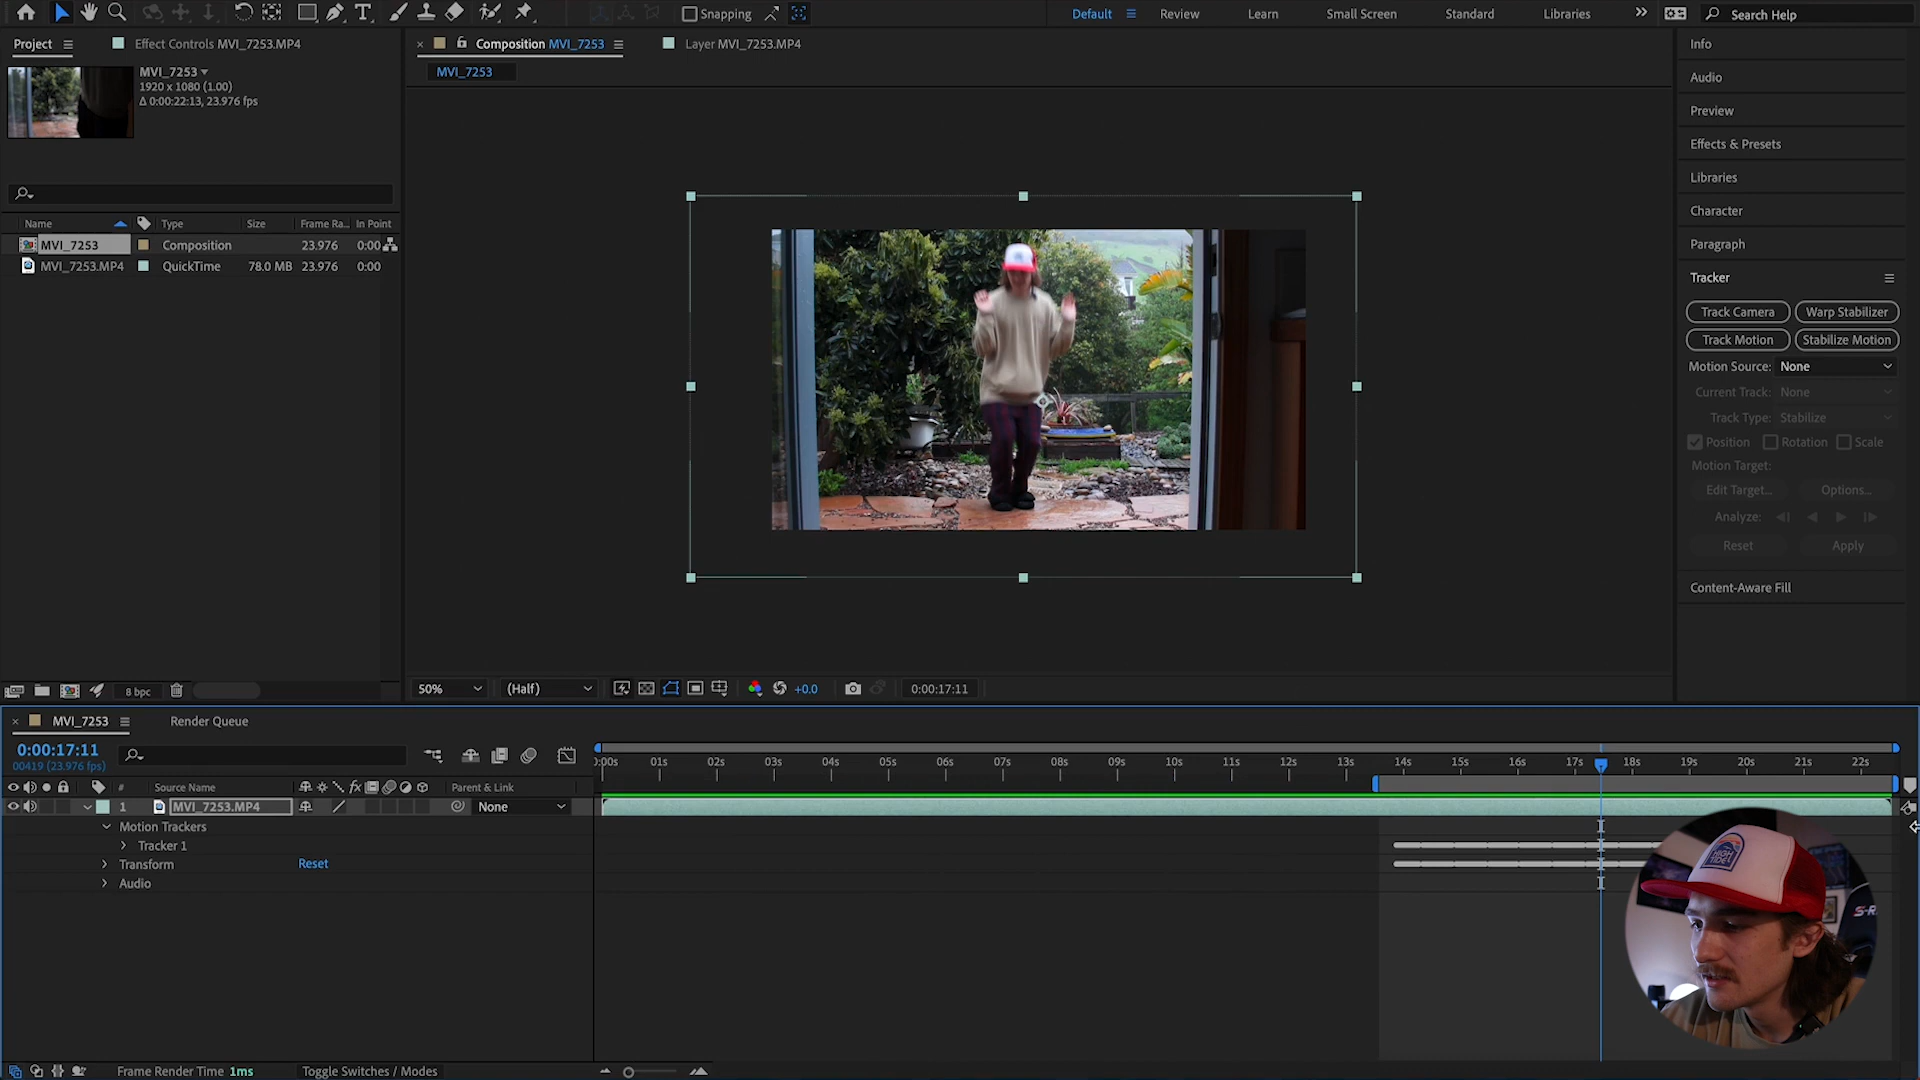 Snapping
Default
Review
Learn
Small Screen
Standard
Libraries
Search Help
Project
Effect Controls MVI_7253.MP4
Composition MVI_7253
Layer MVI_7253.MP4
MVI_7253
MVI_7253
1920 x 1080 (1.00)
Δ 0:00:22:13, 23.976 fps
Name
Type
Size
Frame Ra...
In Point
MVI_7253
Composition
23.976
0:00
MVI_7253.MP4
QuickTime
78.0 MB
23.976
0:00
8 bpc
50%
(Half)
+0.0
0:00:17:11
Info
Audio
Preview
Effects & Presets
Libraries
Character
Paragraph
Tracker
Track Camera
Warp Stabilizer
Track Motion
Stabilize Motion
Motion Source: None
Current Track: None
Track Type: Stabilize
Position
Rotation
Scale
Motion Target:
Edit Target...
Options...
Analyze:
Reset
Apply
Content-Aware Fill
MVI_7253
Render Queue
0:00:17:11
00419 (23.976 fps)
):00s 01s 02s 03s 04s 05s 06s 07s 08s 09s 10s 11s 12s 13s 14s 15s 16s 17s 18s 19s 20s 21s 22s
#
Source Name
fx
Parent & Link
1
MVI_7253.MP4
None
Motion Trackers
Tracker 1
Transform
Reset
Audio
HIGH
TIDE
S-R
Frame Render Time 1ms
Toggle Switches / Modes